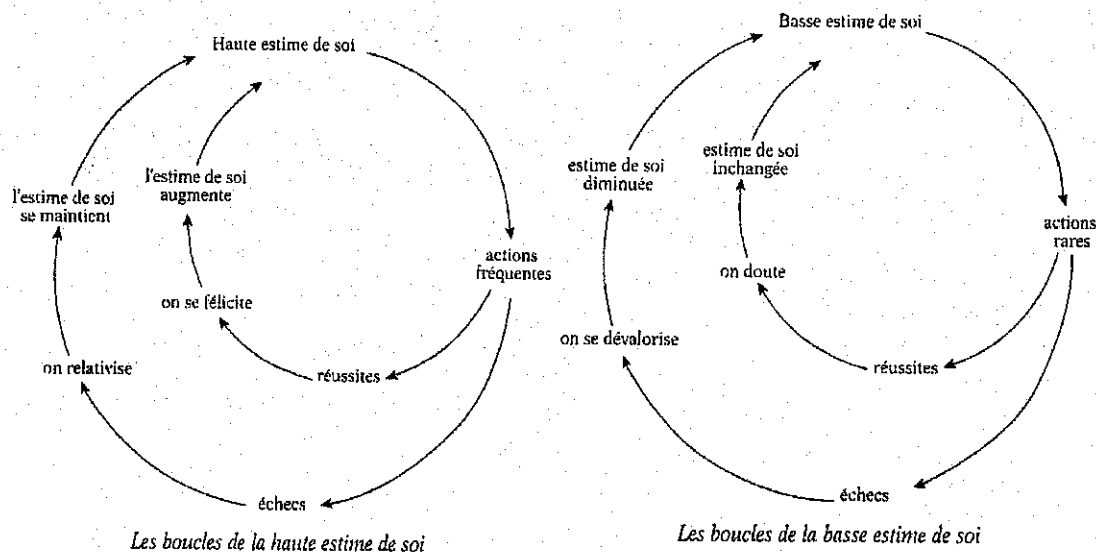 Haute estime de soi
l'estime de soi
augmente
l'estime de soi
se maintient
actions
fréquentes
on se félicite
on relativise
réussites
échecs
Les boucles de la haute estime de soi
Basse estime de soi
estime de soi
inchangée
estime de soi
diminuée
actions
rares
on doute
on se dévalorise
réussites
échecs
Les boucles de la basse estime de soi